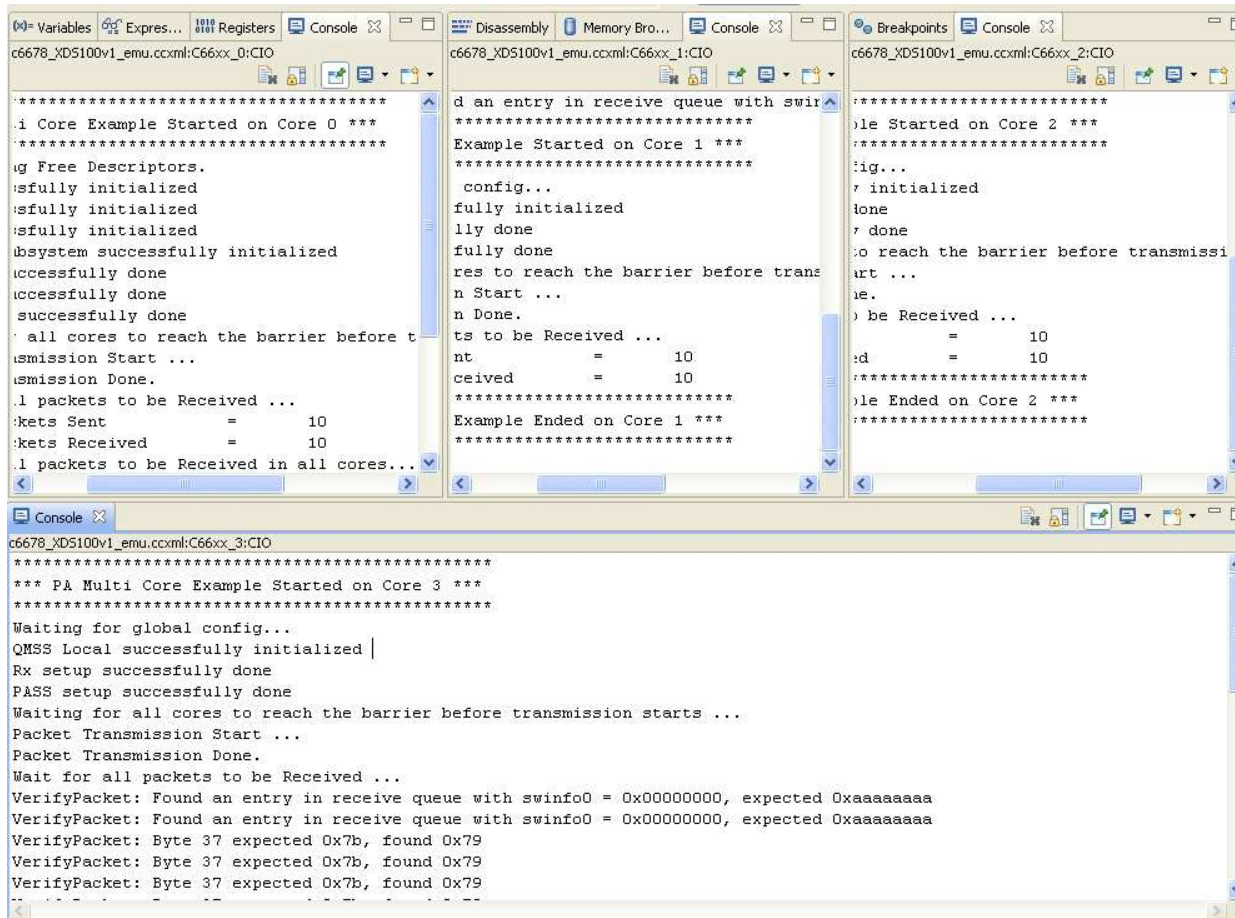 (x)= Variables Expres... Registers Console
c6678_XDS100v1_emu.ccxml:C66xx_0:CIO
*************************************
i Core Example Started on Core 0 ***
*************************************
g Free Descriptors.
sfully initialized
sfully initialized
sfully initialized
bsystem successfully initialized
ccessfully done
ccessfully done
successfully done
all cores to reach the barrier before t
smission Start ...
smission Done.
l packets to be Received ...
kets Sent = 10
kets Received = 10
l packets to be Received in all cores...
Disassembly Memory Bro... Console
c6678_XDS100v1_emu.ccxml:C66xx_1:CIO
d an entry in receive queue with swin
******************************
Example Started on Core 1 ***
******************************
config...
fully initialized
lly done
fully done
res to reach the barrier before trans
n Start ...
n Done.
ts to be Received ...
nt = 10
ceived = 10
****************************
Example Ended on Core 1 ***
****************************
Breakpoints Console
c6678_XDS100v1_emu.ccxml:C66xx_2:CIO
*************************
le Started on Core 2 ***
*************************
fig...
y initialized
done
y done
to reach the barrier before transmissi
art ...
ne.
o be Received ...
= 10
ed = 10
***********************
le Ended on Core 2 ***
***********************
Console
c6678_XDS100v1_emu.ccxml:C66xx_3:CIO
************************************************
*** PA Multi Core Example Started on Core 3 ***
************************************************
Waiting for global config...
QMSS Local successfully initialized
Rx setup successfully done
PASS setup successfully done
Waiting for all cores to reach the barrier before transmission starts ...
Packet Transmission Start ...
Packet Transmission Done.
Wait for all packets to be Received ...
VerifyPacket: Found an entry in receive queue with swinfo0 = 0x00000000, expected 0xaaaaaaaa
VerifyPacket: Found an entry in receive queue with swinfo0 = 0x00000000, expected 0xaaaaaaaa
VerifyPacket: Byte 37 expected 0x7b, found 0x79
VerifyPacket: Byte 37 expected 0x7b, found 0x79
VerifyPacket: Byte 37 expected 0x7b, found 0x79